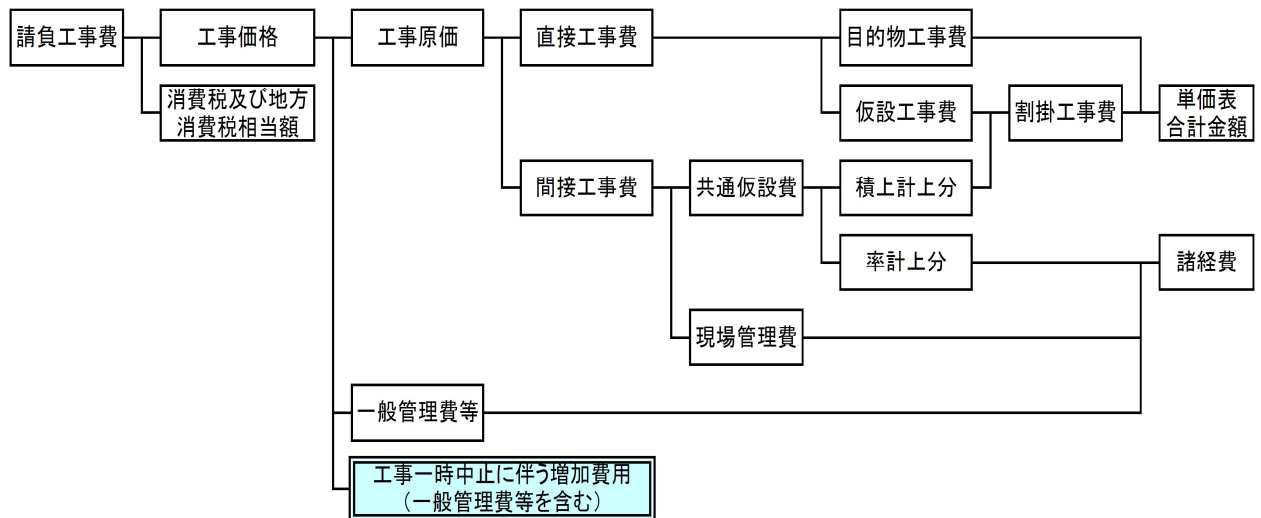 請負工事費
工事価格
工事原価
直接工事費
目的物工事費
消費税及び地方
消費税相当額
仮設工事費
割掛工事費
単価表
合計金額
間接工事費
共通仮設費
積上計上分
率計上分
諸経費
現場管理費
一般管理費等
工事一時中止に伴う増加費用
（一般管理費等を含む）